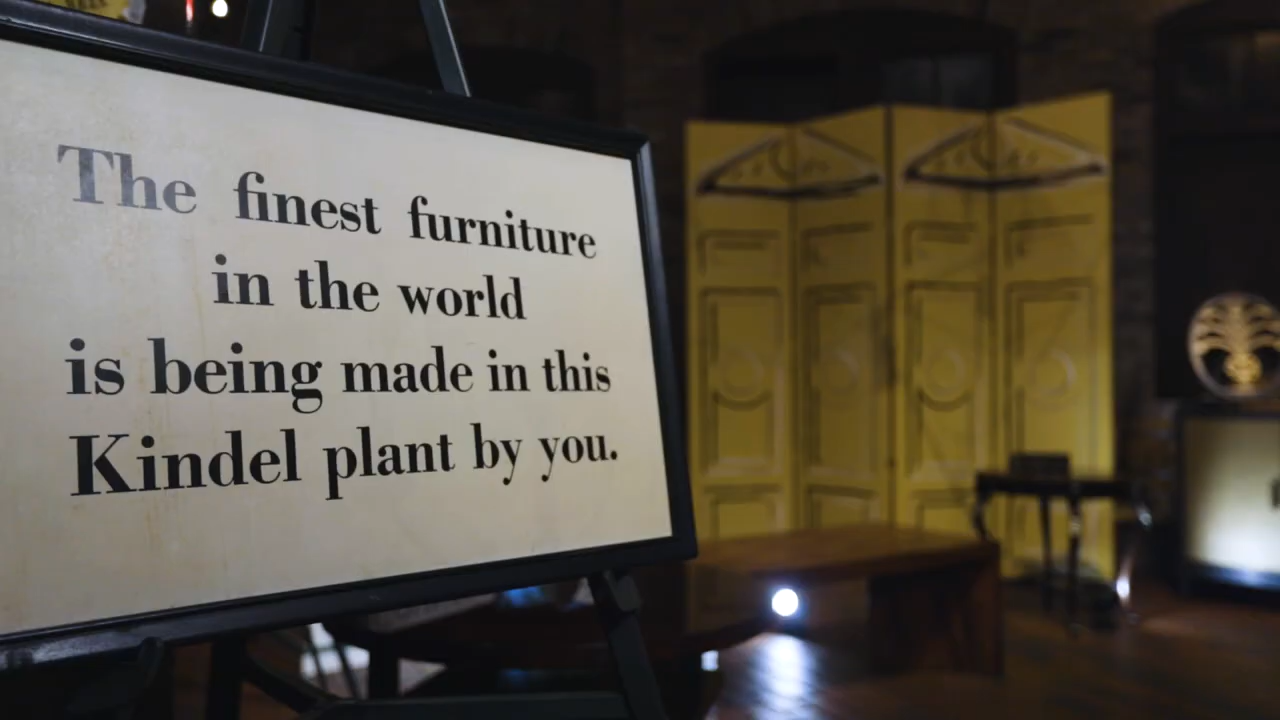 The finest furniture
in the world
is being made in this
Kindel plant by you.